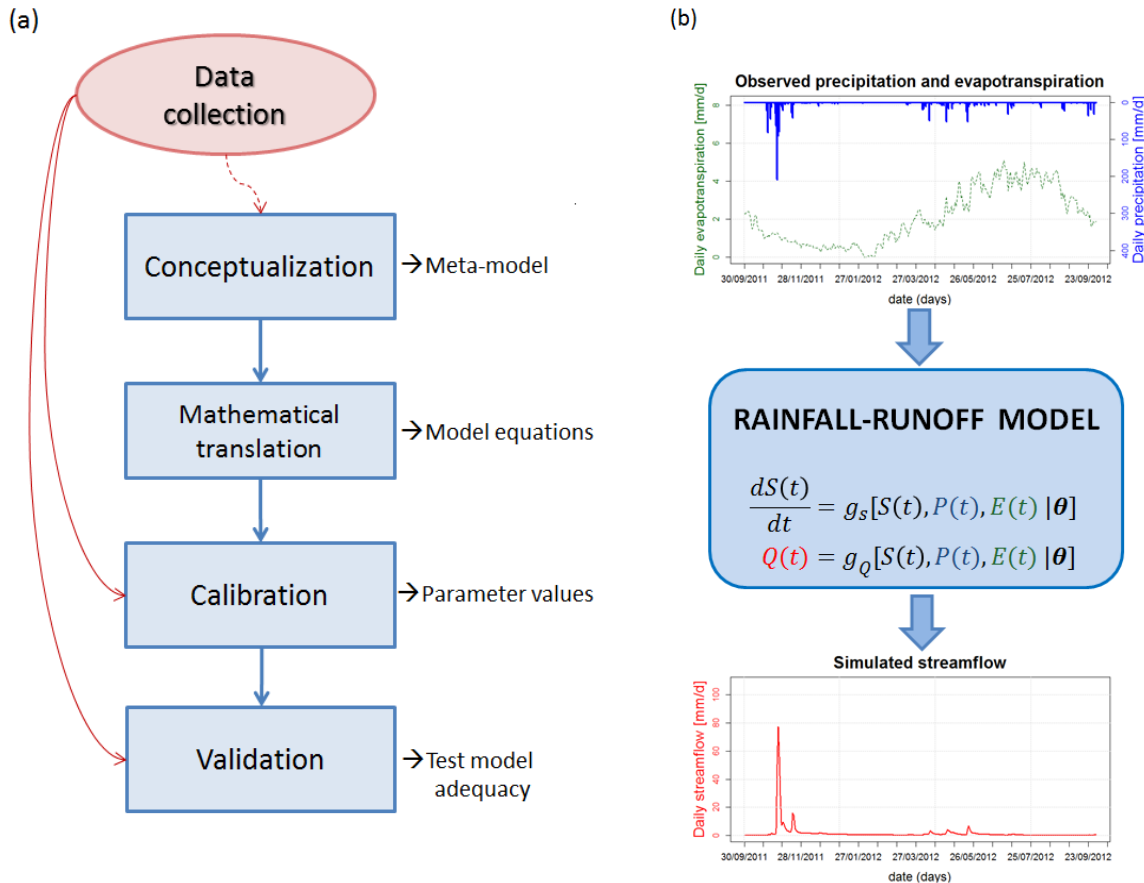 (a)
Data
collection
Conceptualization
→Meta-model
Mathematical
translation
→Model equations
Calibration
→Parameter values
Validation
→Test model
adequacy
(b)
Observed precipitation and evapotranspiration
Daily evapotranspiration [mm/d]
8
6
4
2
0
Daily precipitation [mm/d]
0
100
200
300
400
30/09/2011 28/11/2011 27/01/2012 27/03/2012 26/05/2012 25/07/2012 23/09/2012
date (days)
RAINFALL-RUNOFF MODEL
dS(t)/dt = g_s[S(t), P(t), E(t) |θ]
Q(t) = g_Q[S(t), P(t), E(t) |θ]
Simulated streamflow
Daily streamflow [mm/d]
100
80
60
40
20
0
30/09/2011 28/11/2011 27/01/2012 27/03/2012 26/05/2012 25/07/2012 23/09/2012
date (days)